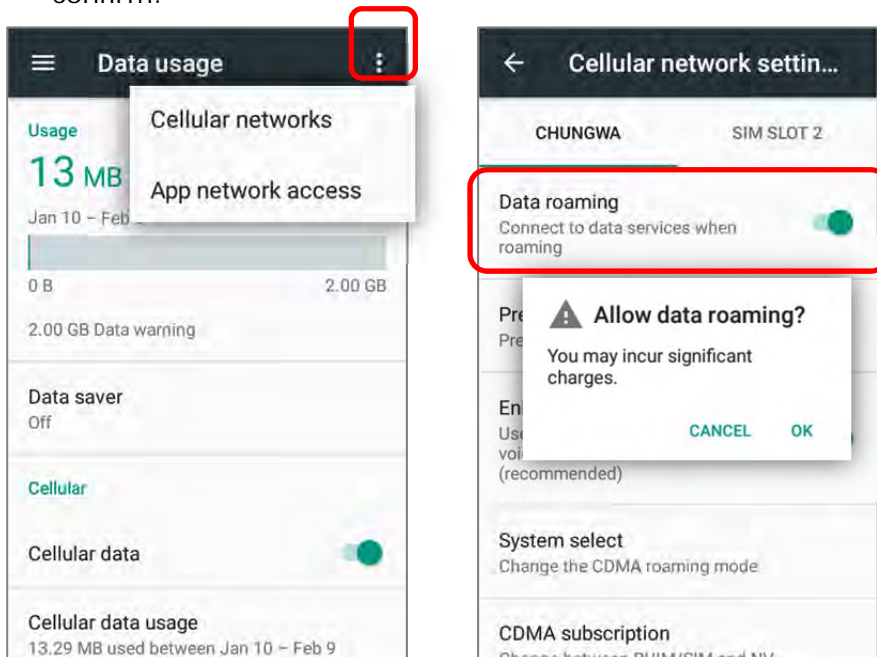 Data usage
Cellular networks
App network access
Usage
13 MB
Jan 10 – Feb
0 B 2.00 GB
2.00 GB Data warning
Data saver
Off
Cellular
Cellular data
Cellular data usage
13.29 MB used between Jan 10 – Feb 9
Cellular network settin...
CHUNGWA SIM SLOT 2
Data roaming
Connect to data services when
roaming
Allow data roaming?
You may incur significant
charges.
CANCEL OK
(recommended)
System select
Change the CDMA roaming mode
CDMA subscription